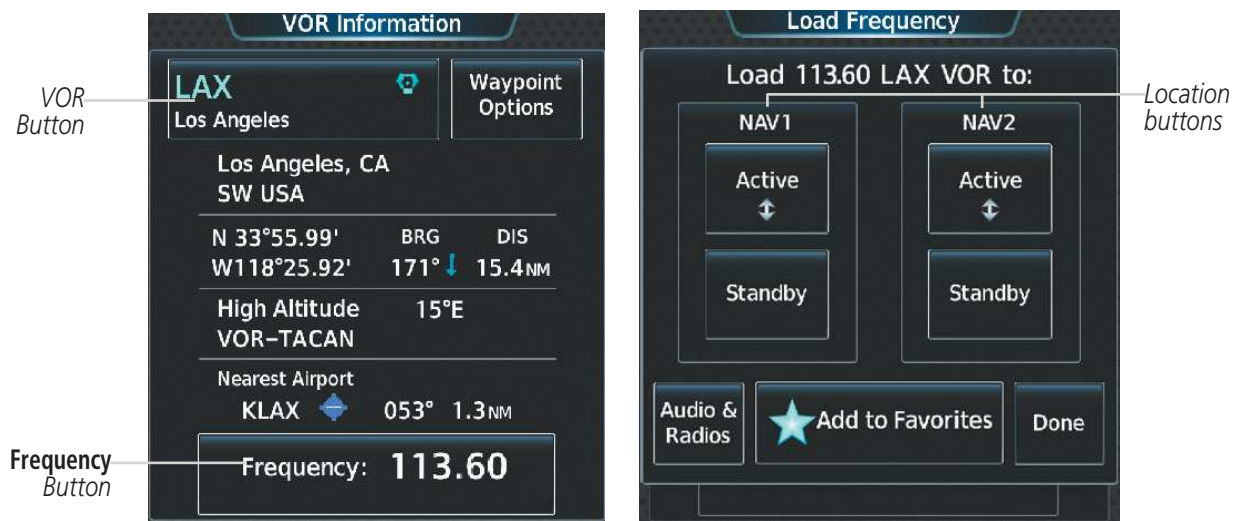 VOR Information
LAX
Los Angeles
Waypoint
Options
Los Angeles, CA
SW USA
N 33°55.99' BRG DIS
W118°25.92' 171° 15.4NM
High Altitude 15°E
VOR-TACAN
Nearest Airport
KLAX 053° 1.3NM
Frequency: 113.60
VOR
Button
Frequency
Button
Load Frequency
Load 113.60 LAX VOR to:
NAV1 NAV2
Active Active
Standby Standby
Audio &
Radios
Add to Favorites
Done
Location
buttons